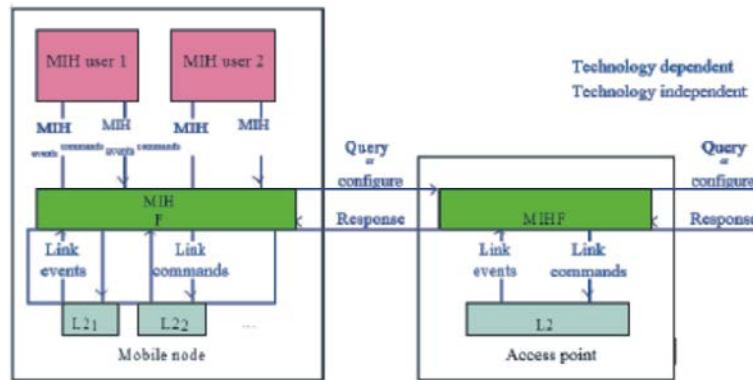 MIH user 1
MIH user 2
Technology dependent
Technology independent
MIH
MIH
MIH
MIH
events
commands
events
commands
Query
or
configure
Query
or
configure
MIH
F
MIHF
Response
Response
Link
events
Link
commands
Link
events
Link
commands
L21
L22
...
L2
Mobile node
Access point